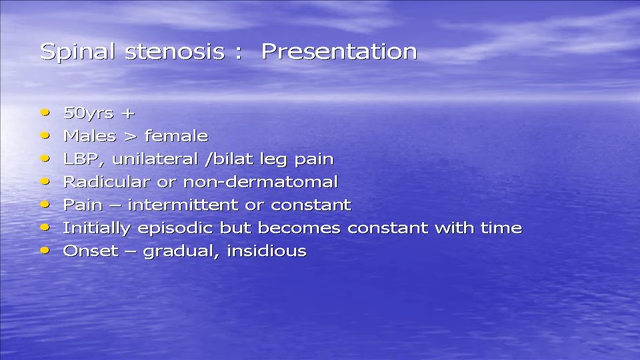 Spinal stenosis :  Presentation
• 50yrs +
• Males > female
• LBP, unilateral /bilat leg pain
• Radicular or non-dermatomal
• Pain – intermittent or constant
• Initially episodic but becomes constant with time
• Onset – gradual, insidious